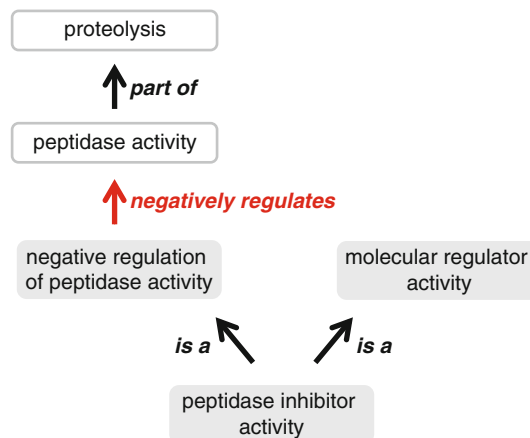 proteolysis
part of
peptidase activity
negatively regulates
negative regulation
of peptidase activity
molecular regulator
activity
is a
is a
peptidase inhibitor
activity